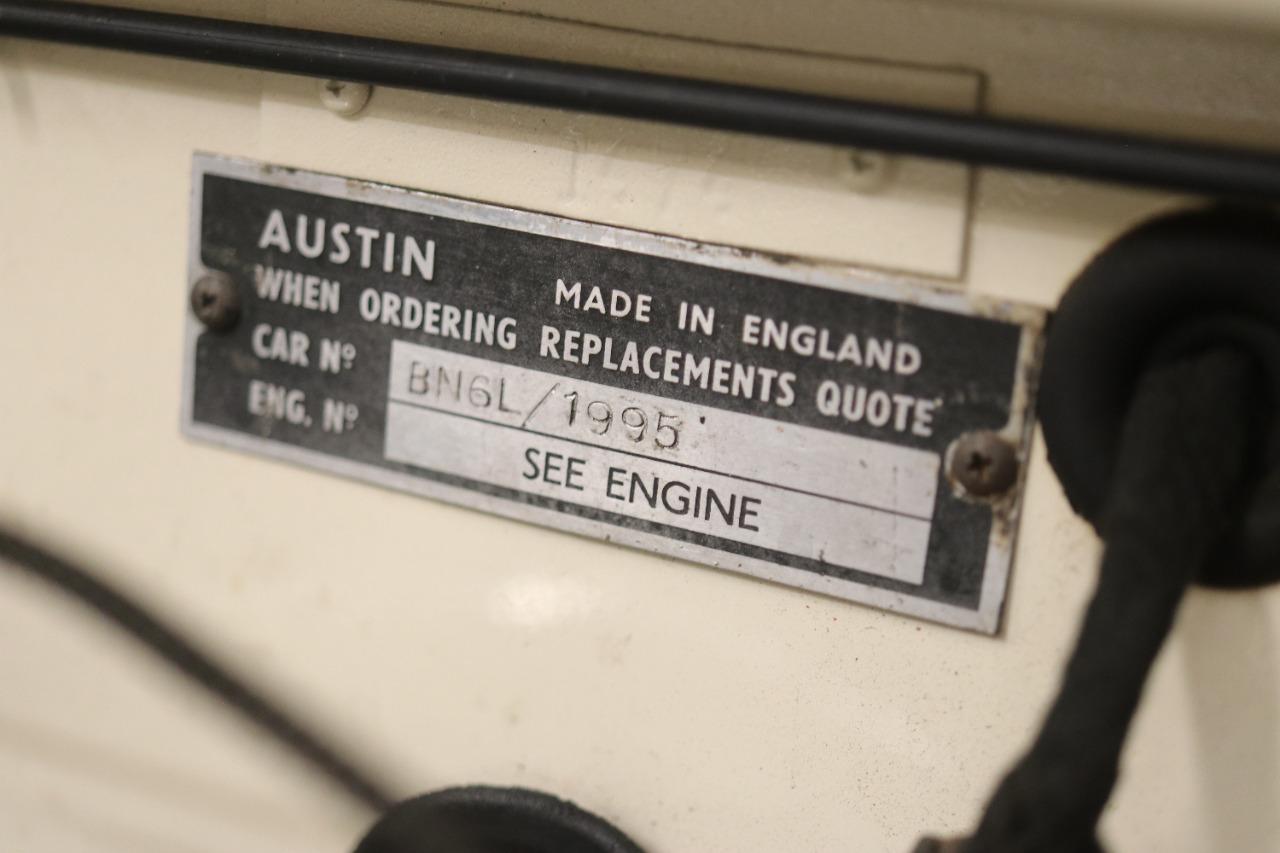 AUSTIN
MADE IN ENGLAND
WHEN ORDERING REPLACEMENTS QUOTE
CAR Nº BN6L/1995
ENG. Nº SEE ENGINE